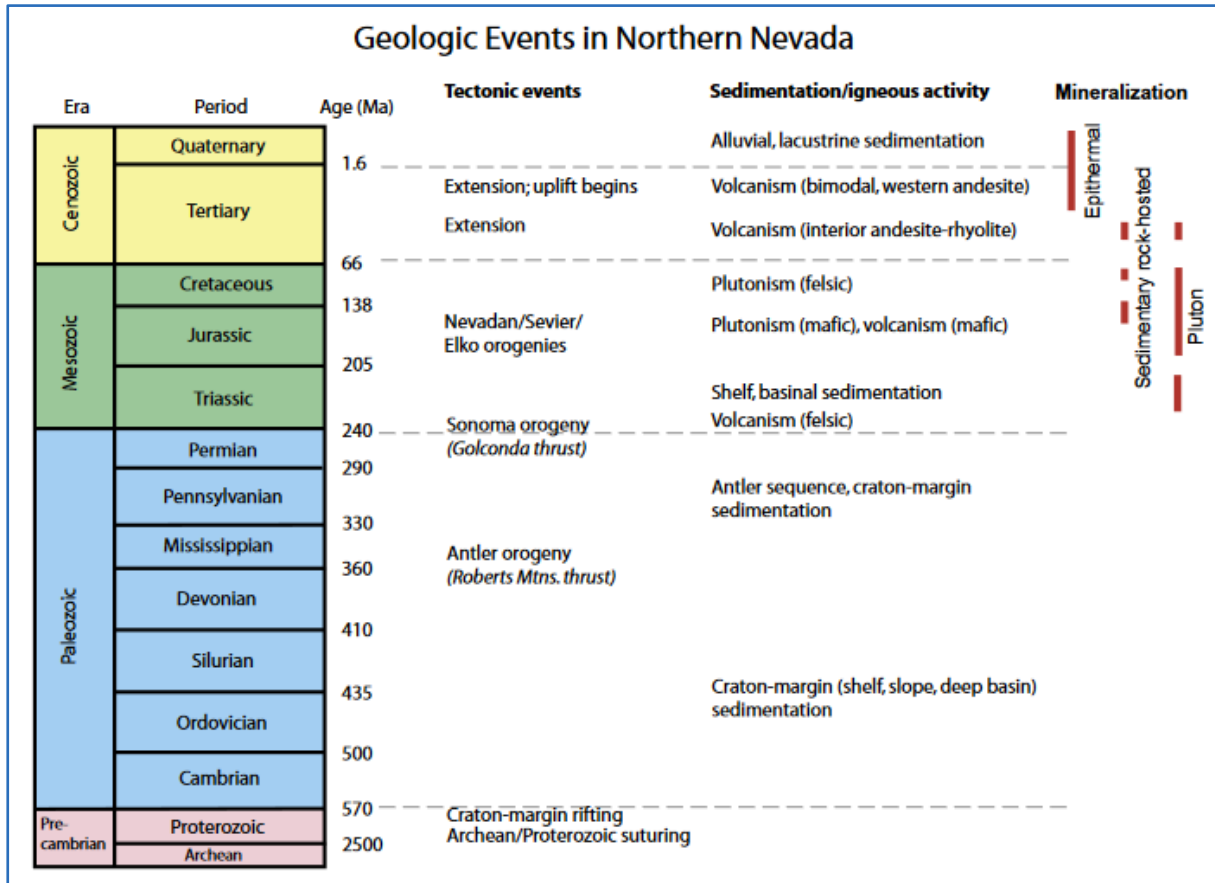 Geologic Events in Northern Nevada
Era Period Age (Ma) Tectonic events Sedimentation/igneous activity Mineralization
Cenozoic
Quaternary
Alluvial, lacustrine sedimentation
1.6
Tertiary
Extension; uplift begins
Volcanism (bimodal, western andesite)
Extension
Volcanism (interior andesite-rhyolite)
66
Mesozoic
Cretaceous
Plutonism (felsic)
138
Jurassic
Nevadan/Sevier/
Elko orogenies
Plutonism (mafic), volcanism (mafic)
205
Triassic
Shelf, basinal sedimentation
Volcanism (felsic)
240
Sonoma orogeny
(Golconda thrust)
Paleozoic
Permian
290
Pennsylvanian
Antler sequence, craton-margin
sedimentation
330
Mississippian
Antler orogeny
(Roberts Mtns. thrust)
360
Devonian
410
Silurian
435
Craton-margin (shelf, slope, deep basin)
sedimentation
Ordovician
500
Cambrian
570
Craton-margin rifting
Archean/Proterozoic suturing
Pre-
cambrian
Proterozoic
2500
Archean
Epithermal
Sedimentary rock-hosted
Pluton